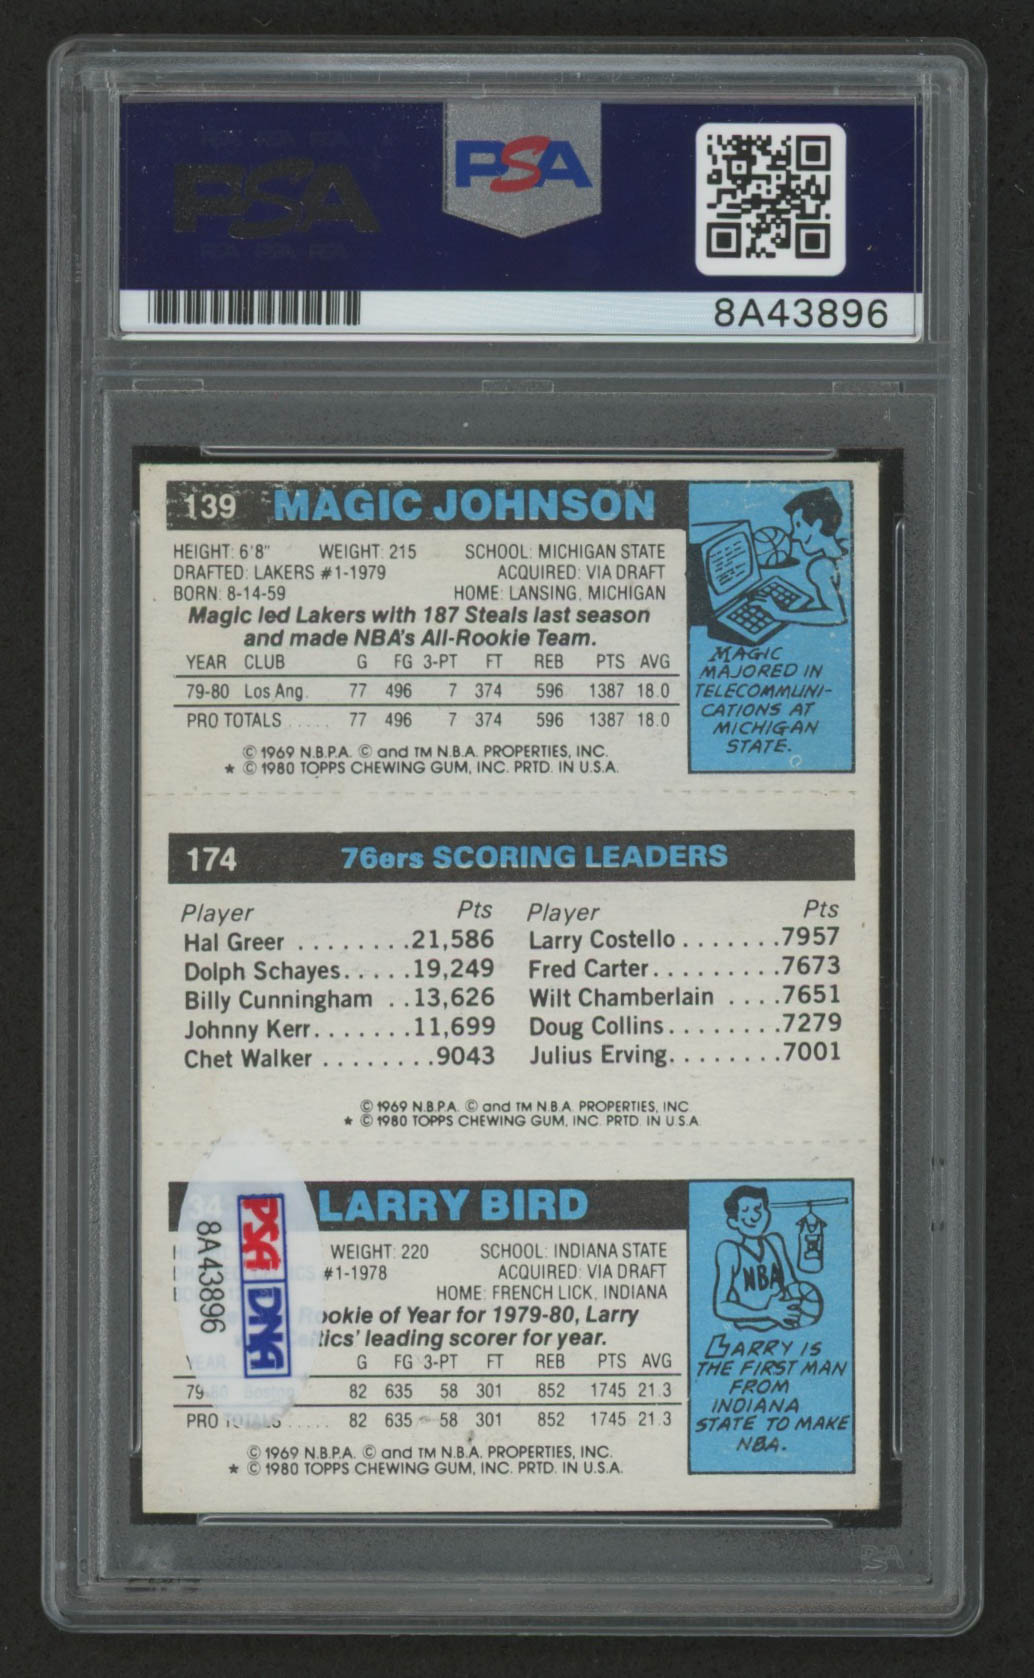 PSA
PSA
8A43896
139 MAGIC JOHNSON
HEIGHT: 6'8" WEIGHT: 215 SCHOOL: MICHIGAN STATE
DRAFTED: LAKERS #1-1979 ACQUIRED: VIA DRAFT
BORN: 8-14-59 HOME: LANSING, MICHIGAN
Magic led Lakers with 187 Steals last season
and made NBA's All-Rookie Team.
YEAR CLUB G FG 3-PT FT REB PTS AVG
79-80 Los Ang. 77 496 7 374 596 1387 18.0
PRO TOTALS ..... 77 496 7 374 596 1387 18.0
© 1969 N.B.P.A. © and TM N.B.A. PROPERTIES, INC.
* © 1980 TOPPS CHEWING GUM, INC. PRTD. IN U.S.A.
MAGIC
MAJORED IN
TELECOMMUNI-
CATIONS AT
MICHIGAN
STATE.
174 76ers SCORING LEADERS
Player Pts Player Pts
Hal Greer ........21,586 Larry Costello.......7957
Dolph Schayes.....19,249 Fred Carter.........7673
Billy Cunningham ..13,626 Wilt Chamberlain ....7651
Johnny Kerr.......11,699 Doug Collins........7279
Chet Walker ........9043 Julius Erving........7001
© 1969 N.B.P.A. © and TM N.B.A. PROPERTIES, INC.
* © 1980 TOPPS CHEWING GUM, INC. PRTD. IN U.S.A.
34 LARRY BIRD
WEIGHT: 220 SCHOOL: INDIANA STATE
#1-1978 ACQUIRED: VIA DRAFT
HOME: FRENCH LICK, INDIANA
Rookie of Year for 1979-80, Larry
leading scorer for year.
YEAR G FG 3-PT FT REB PTS AVG
79-80 Boston 82 635 58 301 852 1745 21.3
PRO TOTALS ..... 82 635 58 301 852 1745 21.3
© 1969 N.B.P.A. © and TM N.B.A. PROPERTIES, INC.
* © 1980 TOPPS CHEWING GUM, INC. PRTD. IN U.S.A.
NBA
LARRY IS
THE FIRST MAN
FROM
INDIANA
STATE TO MAKE
NBA.
PSA DNA
8A43896
PSA